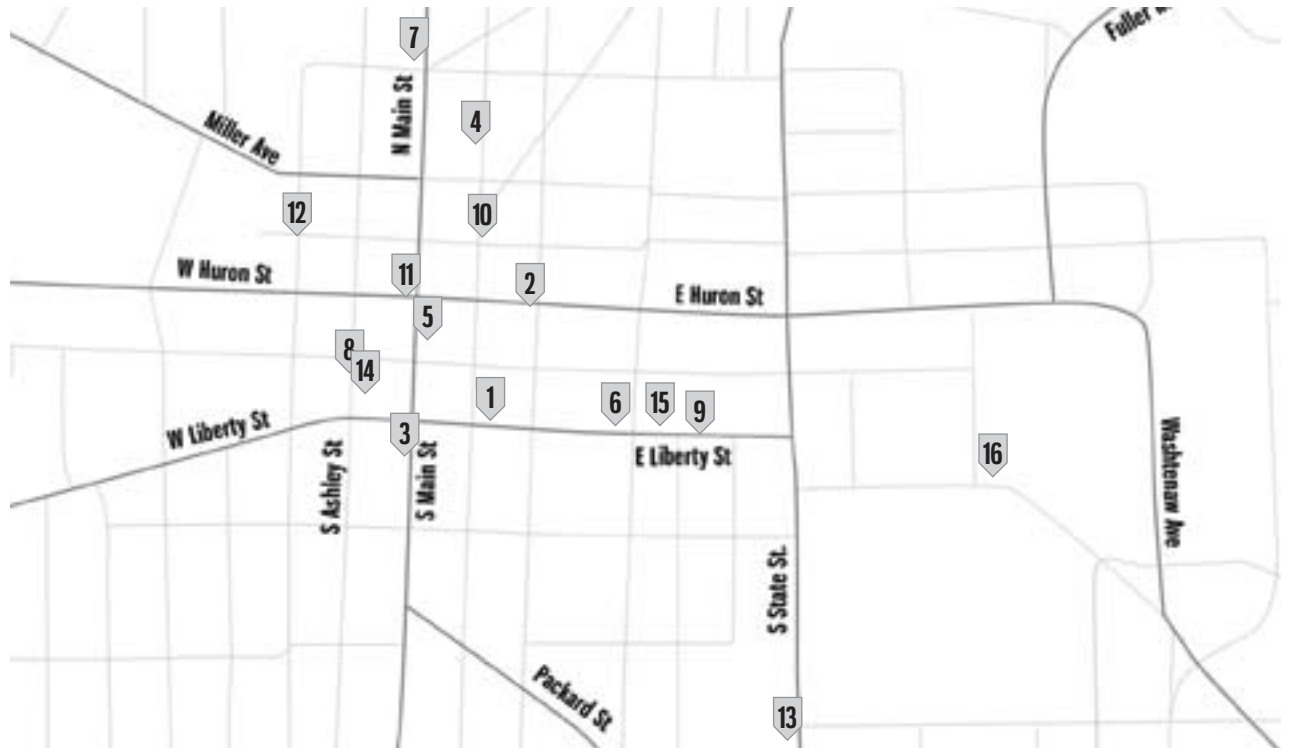 7
Fuller
N Main St
4
Miller Ave
12
10
W Huron St
11
2
E Huron St
5
8
14
1
6
15
9
W Liberty St
3
E Liberty St
16
S Ashley St
S Main St
Washtenaw Ave
S State St.
Packard St
13